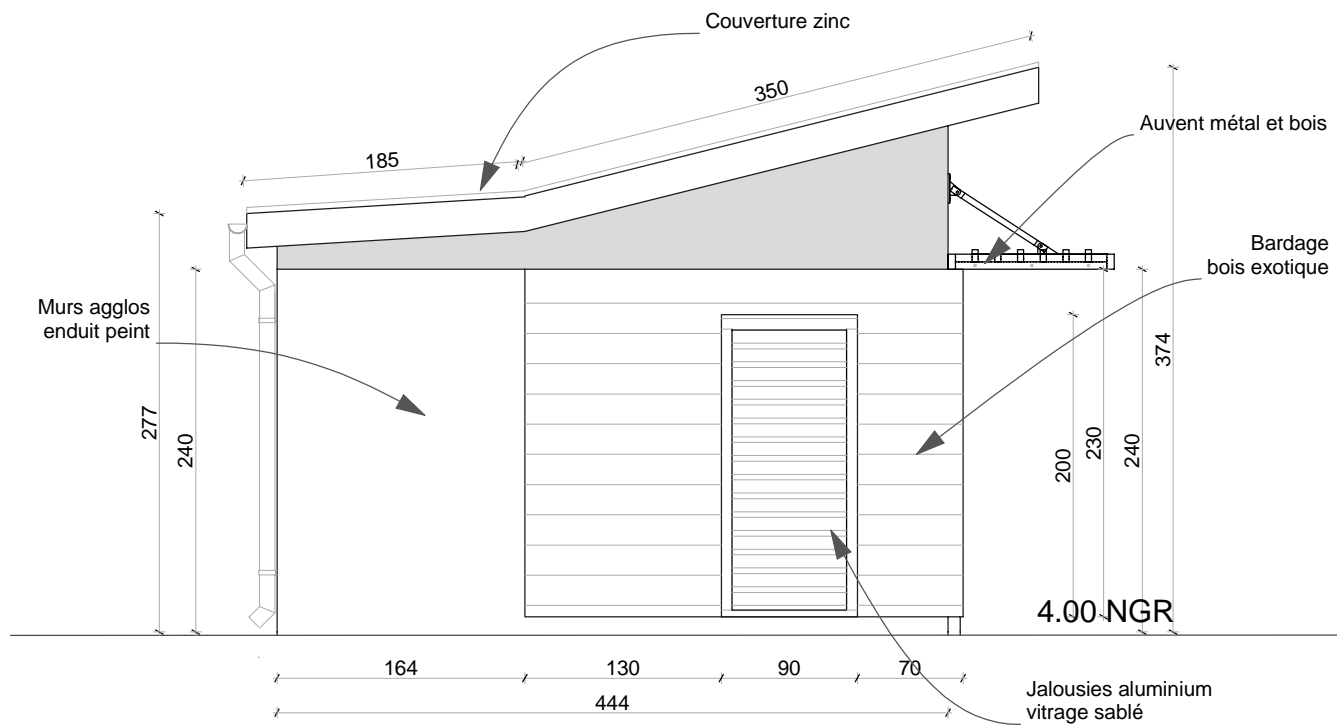 Couverture zinc
350
Auvent métal et bois
185
Bardage
bois exotique
Murs agglos
enduit peint
374
277
240
200
230
240
4.00 NGR
164
130
90
70
444
Jalousies aluminium
vitrage sablé